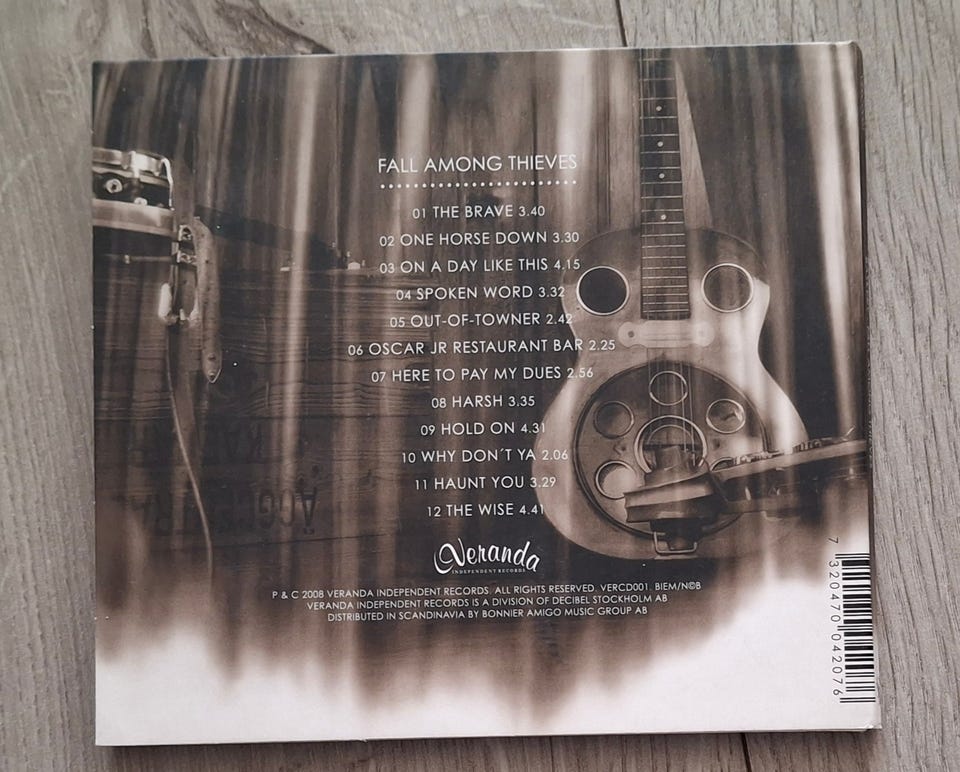 FALL AMONG THIEVES
01 THE BRAVE 3.40
02 ONE HORSE DOWN 3.30
03 ON A DAY LIKE THIS 4.15
04 SPOKEN WORD 3.32
05 OUT-OF-TOWNER 2.42
06 OSCAR JR RESTAURANT BAR 2.25
07 HERE TO PAY MY DUES 2.56
08 HARSH 3.35
09 HOLD ON 4.31
10 WHY DON´T YA 2.06
11 HAUNT YOU 3.29
12 THE WISE 4.41
Veranda
INDEPENDENT RECORDS
P & C 2008 VERANDA INDEPENDENT RECORDS. ALL RIGHTS RESERVED. VERCD001. BIEM/N©B
VERANDA INDEPENDENT RECORDS IS A DIVISION OF DECIBEL STOCKHOLM AB
DISTRIBUTED IN SCANDINAVIA BY BONNIER AMIGO MUSIC GROUP AB
7 320470 042076